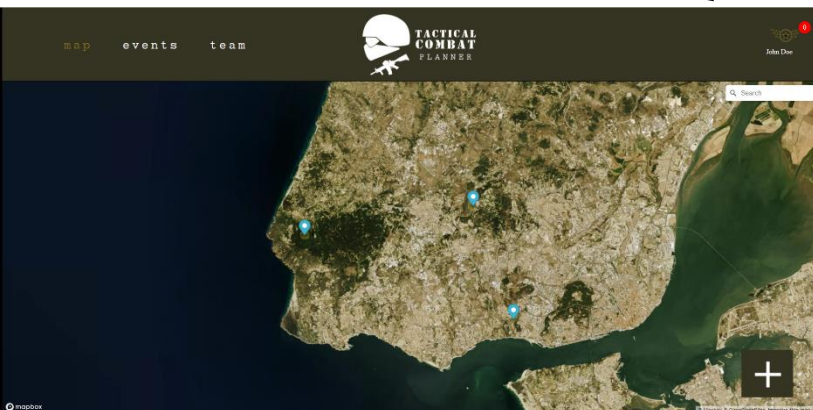 map events team
TACTICAL
COMBAT
PLANNER
0
John Doe
Search
mapbox